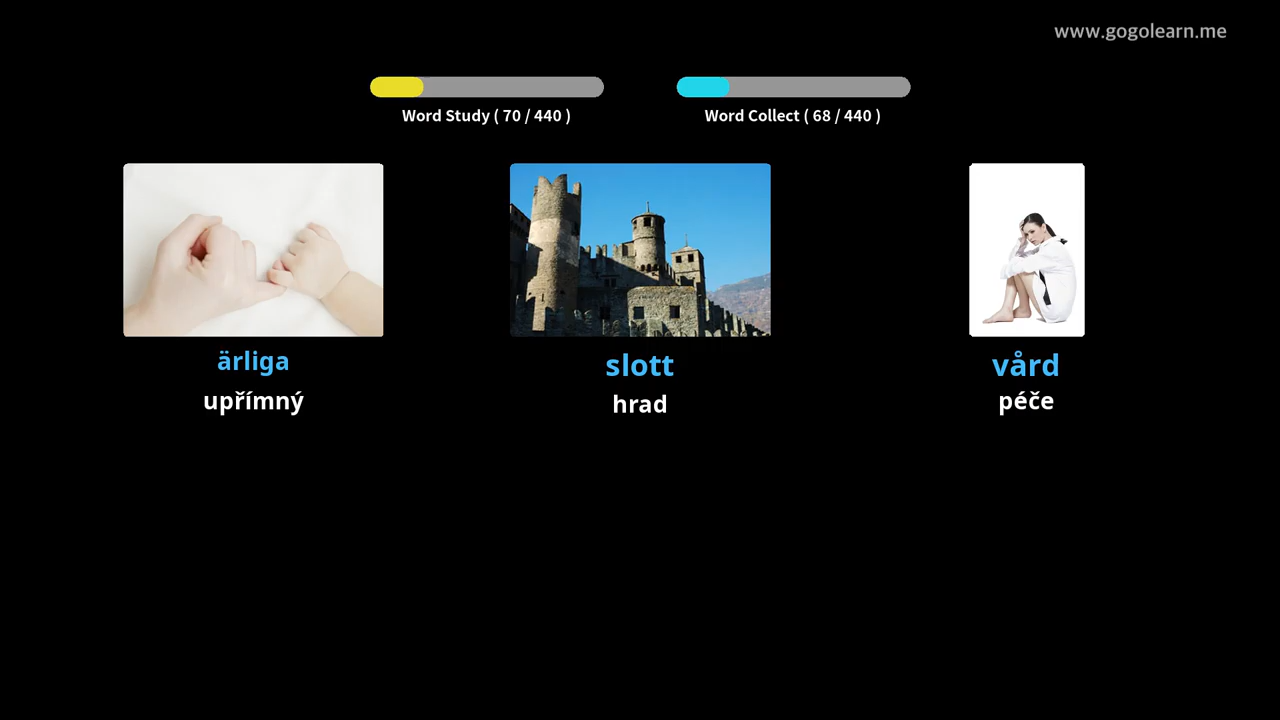 www.gogolearn.me
Word Study ( 70 / 440 )
Word Collect ( 68 / 440 )
ärliga
upřímný
slott
hrad
vård
péče